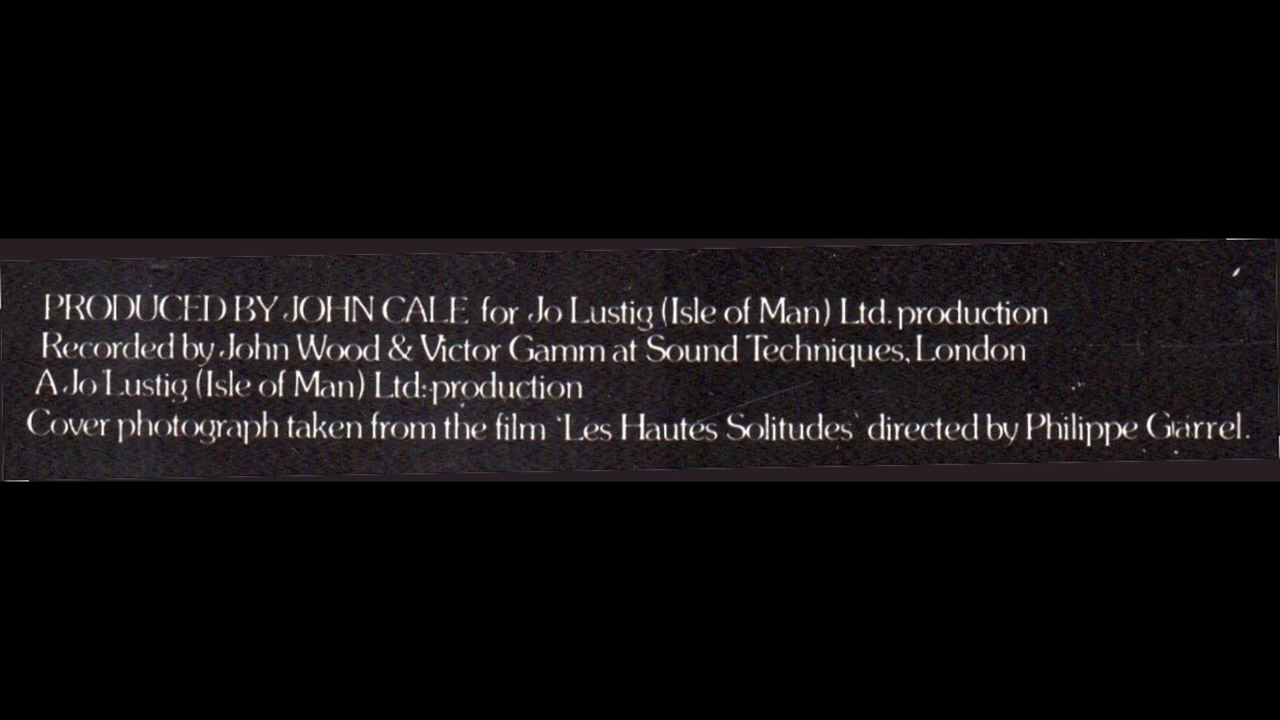 PRODUCED BY JOHN CALE for Jo Lustig (Isle of Man) Ltd. production
Recorded by John Wood & Victor Gamm at Sound Techniques, London
A Jo Lustig (Isle of Man) Ltd. production
Cover photograph taken from the film 'Les Hautes Solitudes' directed by Philippe Garrel.